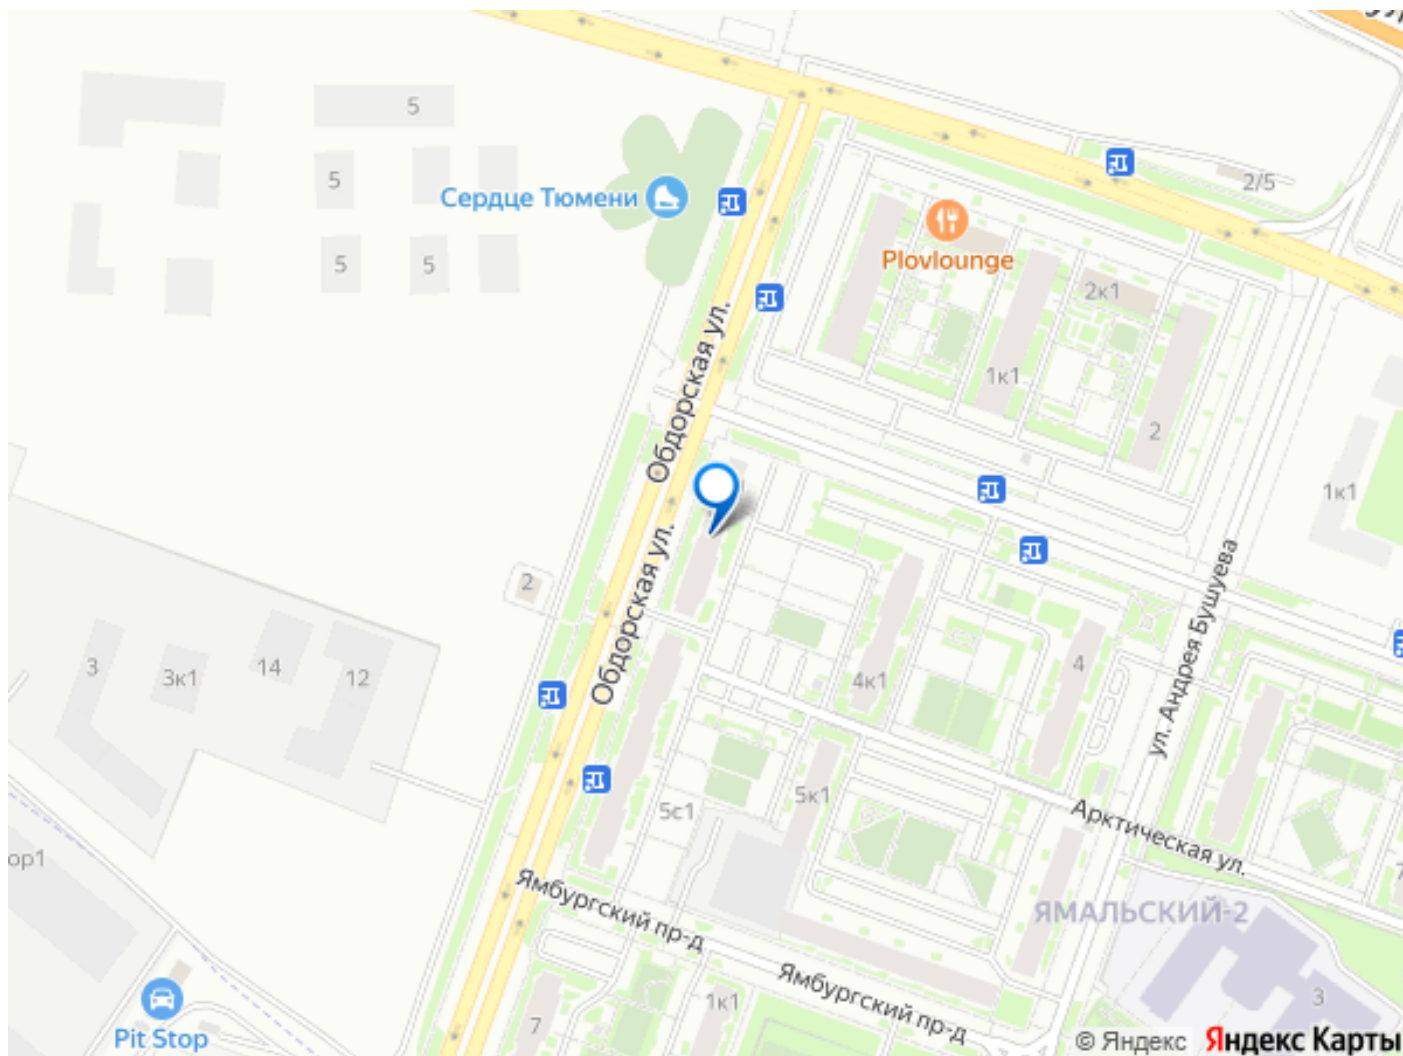 5
5
Сердце Тюмени
2/5
Plovlounge
5
5
2к1
1к1
2
Обдорская ул.
1к1
2
Обдорская ул.
ул. Андрея Бушуева
3
3к1
14
12
4к1
4
5к1
5с1
Арктическая ул.
ор1
Ямбургский пр-д
ЯМАЛЬСКИЙ-2
Ямбургский пр-д
3
1к1
7
Pit Stop
© Яндекс Яндекс Карты